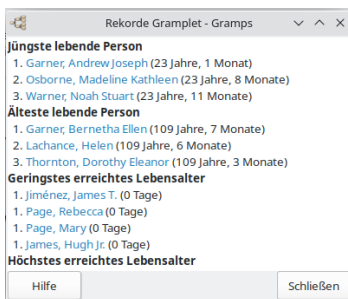 Rekorde Gramplet - Gramps
Jüngste lebende Person
1. Garner, Andrew Joseph (23 Jahre, 1 Monat)
2. Osborne, Madeline Kathleen (23 Jahre, 8 Monate)
3. Warner, Noah Stuart (23 Jahre, 11 Monate)
Älteste lebende Person
1. Garner, Bernetha Ellen (109 Jahre, 7 Monate)
2. Lachance, Helen (109 Jahre, 6 Monate)
3. Thornton, Dorothy Eleanor (109 Jahre, 3 Monate)
Geringstes erreichtes Lebensalter
1. Jiménez, James T. (0 Tage)
1. Page, Rebecca (0 Tage)
1. Page, Mary (0 Tage)
1. James, Hugh Jr. (0 Tage)
Höchstes erreichtes Lebensalter
Hilfe Schließen